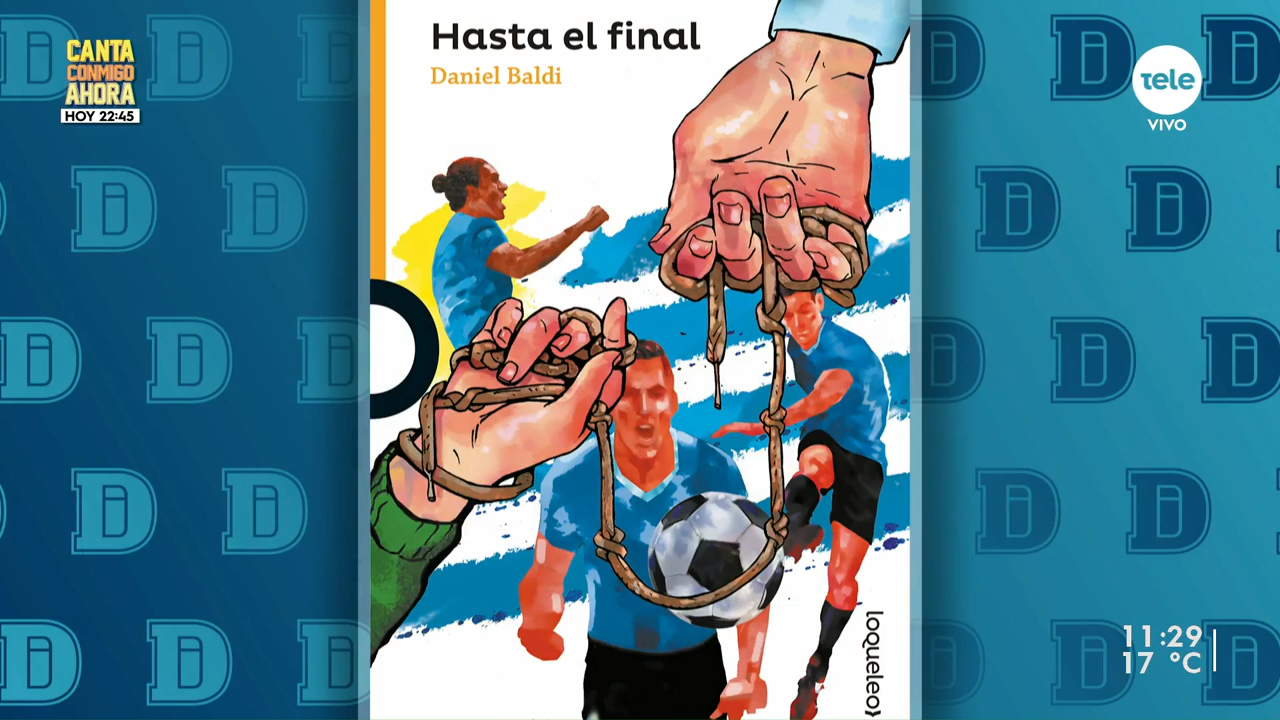 CANTA
CONMIGO
AHORA
HOY 22:45
Hasta el final
Daniel Baldi
tele
VIVO
loqueleo
11:29
17 °C